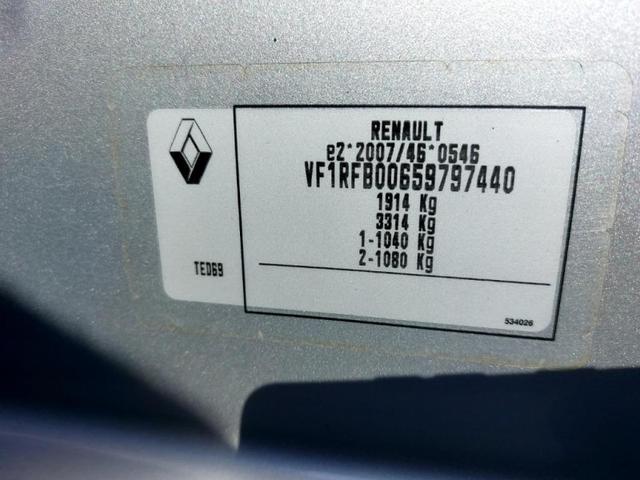 RENAULT
e2*2007/46*0546
VF1RFB00659797440
1914 Kg
3314 Kg
1-1040 Kg
2-1080 Kg
TED69
534026